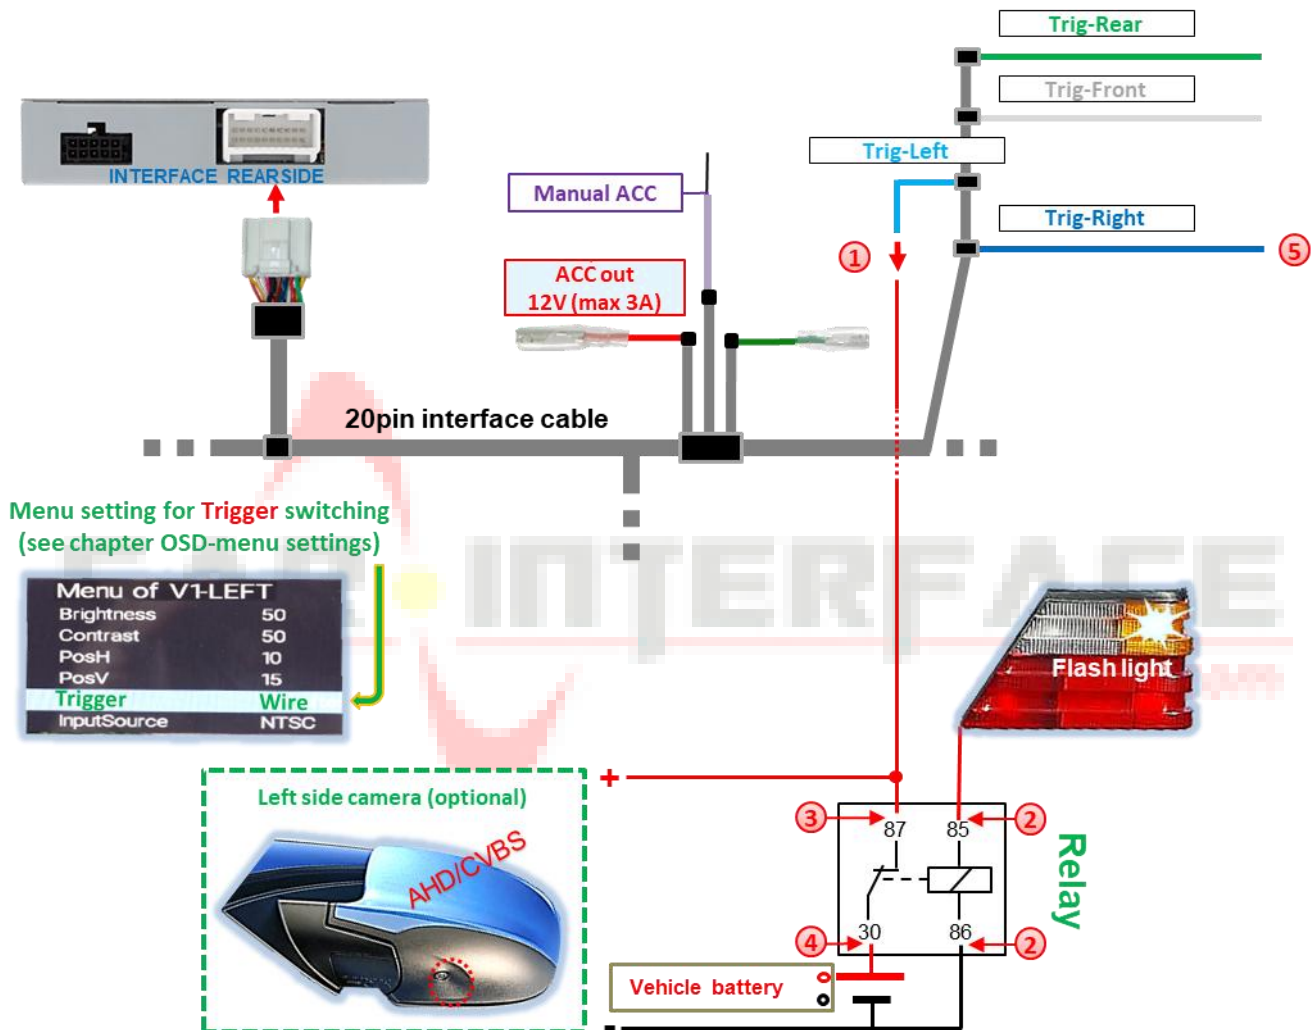 Trig-Rear
Trig-Front
Trig-Left
Trig-Right
INTERFACE REARSIDE
Manual ACC
ACC out
12V (max 3A)
1
5
20pin interface cable
Menu setting for Trigger switching
(see chapter OSD-menu settings)
Menu of V1-LEFT
Brightness 50
Contrast 50
PosH 10
PosV 15
Trigger Wire
InputSource NTSC
INTERFACE
.com
Flash light
Left side camera (optional)
AHD/CVBS
+
3
87
85
2
Relay
4
30
86
2
Vehicle battery
-